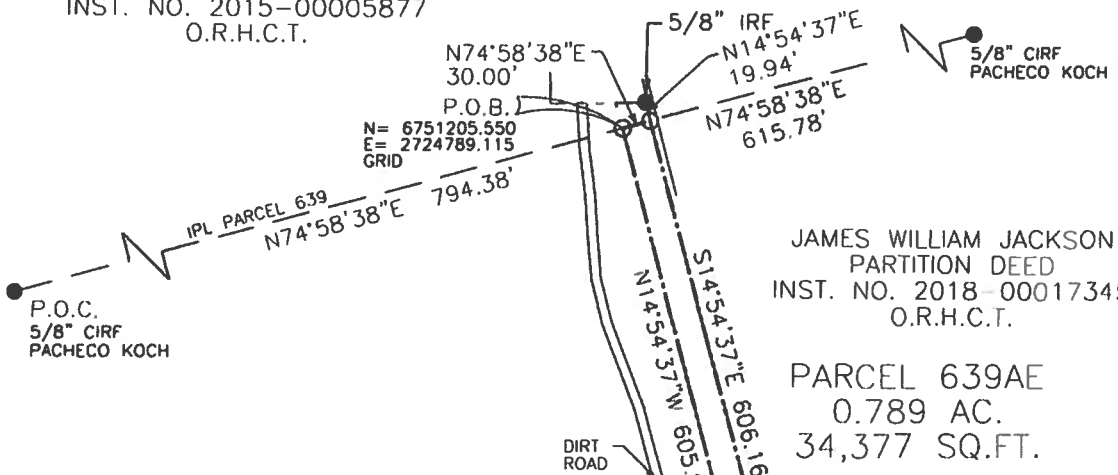 INST. NO. 2015-00005877
O.R.H.C.T.
5/8" IRF
N14°54'37"E
19.94'
N74°58'38"E
30.00'
P.O.B.
N= 6751205.550
E= 2724789.115
GRID
N74°58'38"E
615.78'
5/8" CIRF
PACHECO KOCH
IPL PARCEL 639
N74°58'38"E 794.38'
P.O.C.
5/8" CIRF
PACHECO KOCH
JAMES WILLIAM JACKSON
PARTITION DEED
INST. NO. 2018-0001734
O.R.H.C.T.
N14°54'37"W 605.
S14°54'37"E 606.16
PARCEL 639AE
0.789 AC.
34,377 SQ.FT.
DIRT
ROAD